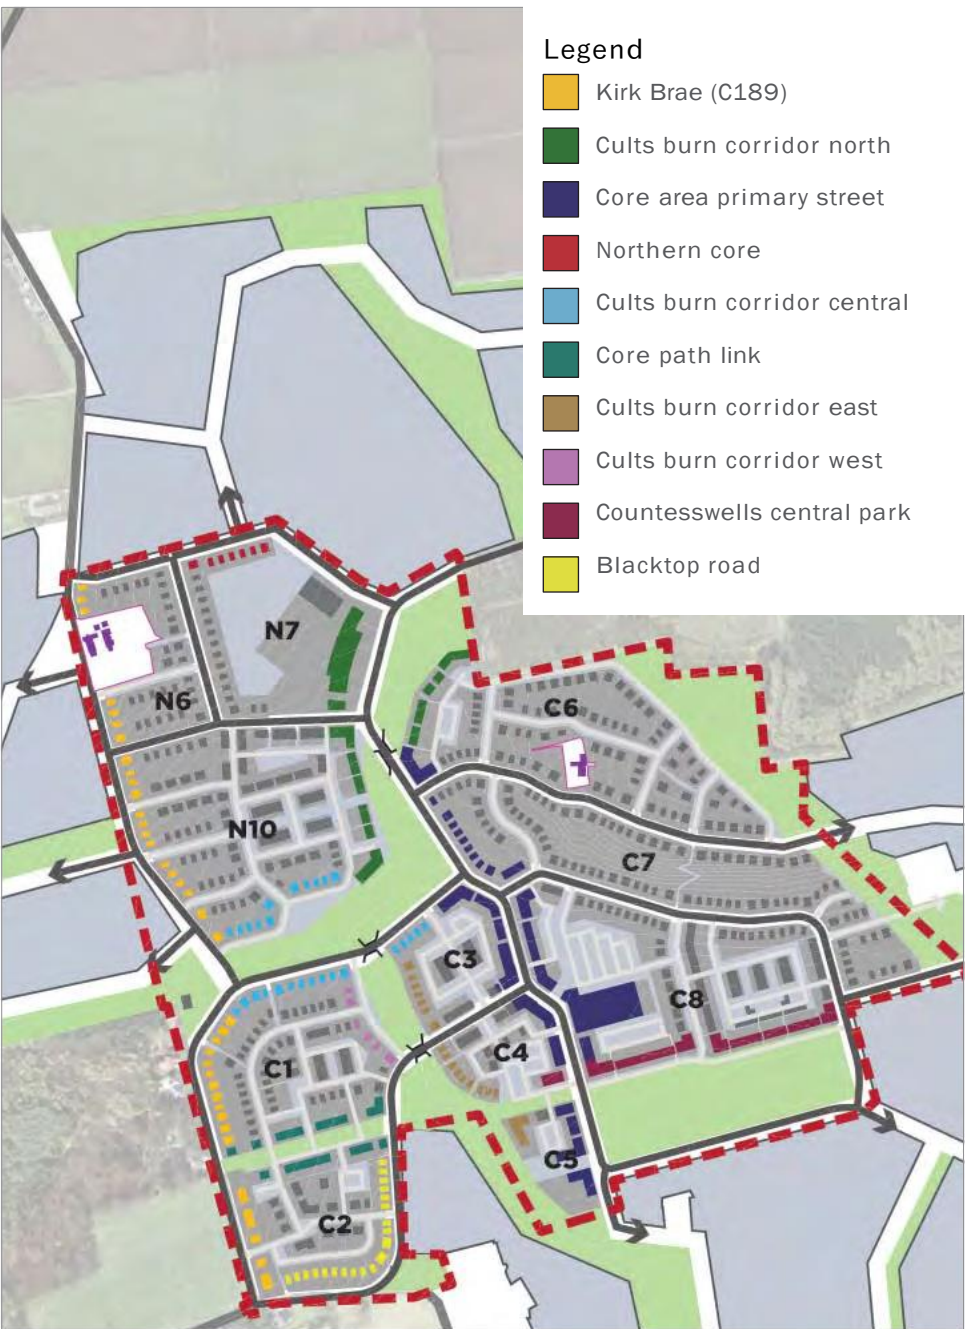 Legend
Kirk Brae (C189)
Cults burn corridor north
Core area primary street
Northern core
Cults burn corridor central
Core path link
Cults burn corridor east
Cults burn corridor west
Countesswells central park
Blacktop road
N7
N6
C6
N10
C7
C3
C8
C4
C1
C5
C2